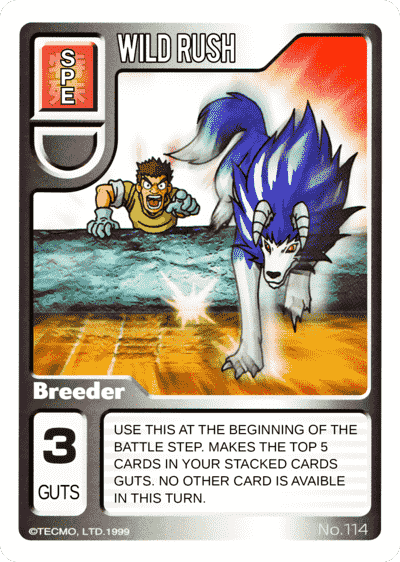 SPE
WILD RUSH
Breeder
3
GUTS
USE THIS AT THE BEGINNING OF THE
BATTLE STEP. MAKES THE TOP 5
CARDS IN YOUR STACKED CARDS
GUTS. NO OTHER CARD IS AVAIBLE
IN THIS TURN.
©TECMO, LTD.1999
No.114